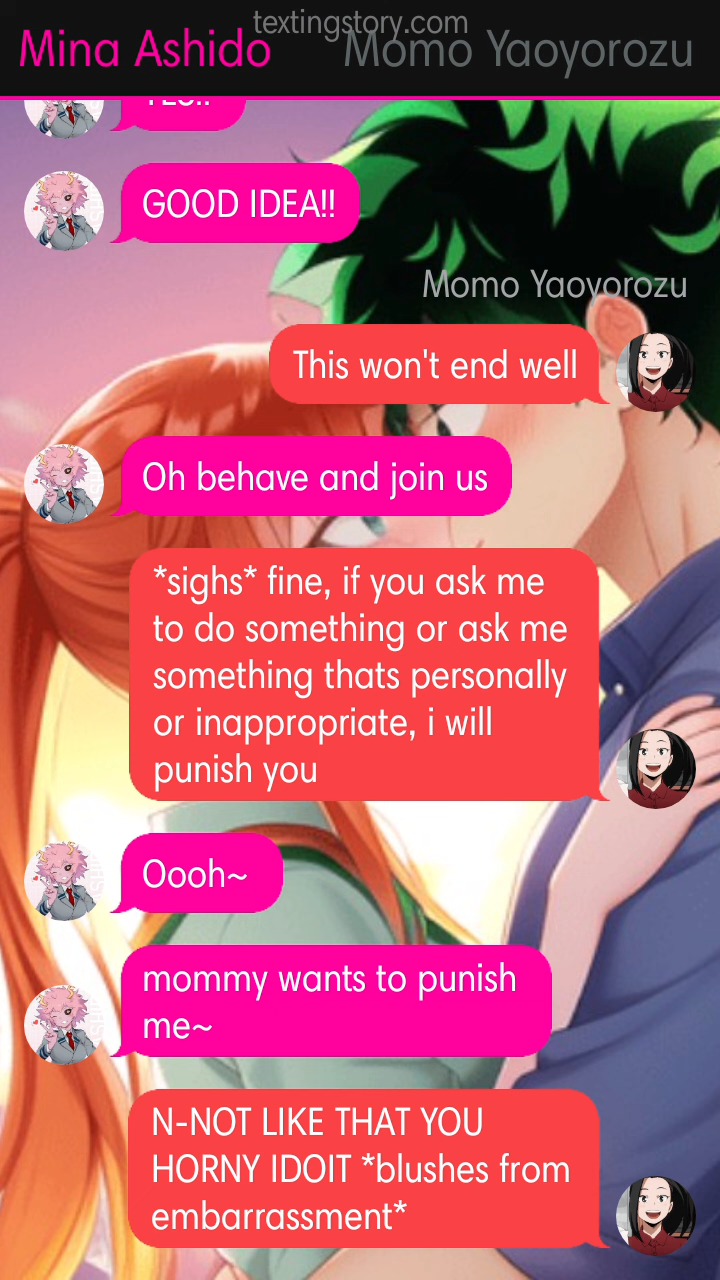 textingstory.com
Mina Ashido
Momo Yaoyorozu
YES!!
GOOD IDEA!!
Momo Yaoyorozu
This won't end well
Oh behave and join us
*sighs* fine, if you ask me
to do something or ask me
something thats personally
or inappropriate, i will
punish you
Oooh~
mommy wants to punish
me~
N-NOT LIKE THAT YOU
HORNY IDOIT *blushes from
embarrassment*